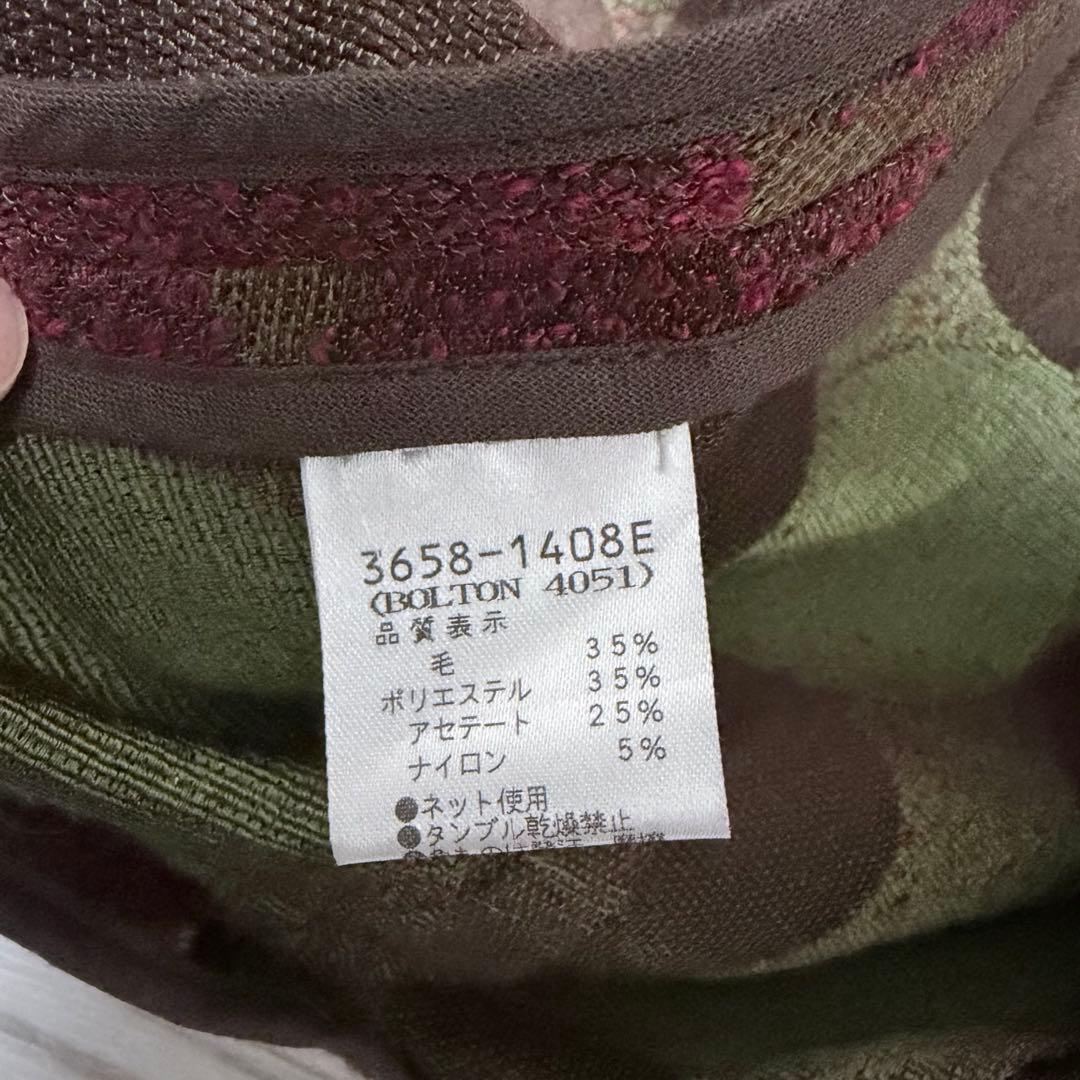 3658-1408E
(BOLTON 4051)
品質表示
毛 35%
ポリエステル 35%
アセテート 25%
ナイロン 5%
●ネット使用
●タンブル乾燥禁止